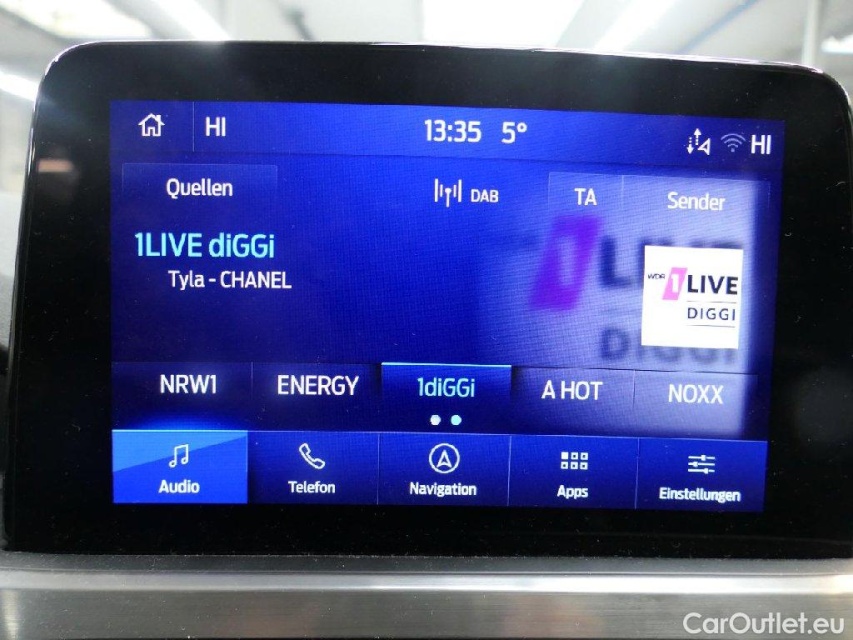 HI 13:35 5° HI
Quellen DAB TA Sender
1LIVE diGGi
Tyla - CHANEL
WDR 1LIVE
DIGGI
NRW1 ENERGY 1diGGi A HOT NOXX
Audio Telefon Navigation Apps Einstellungen
CarOutlet.eu